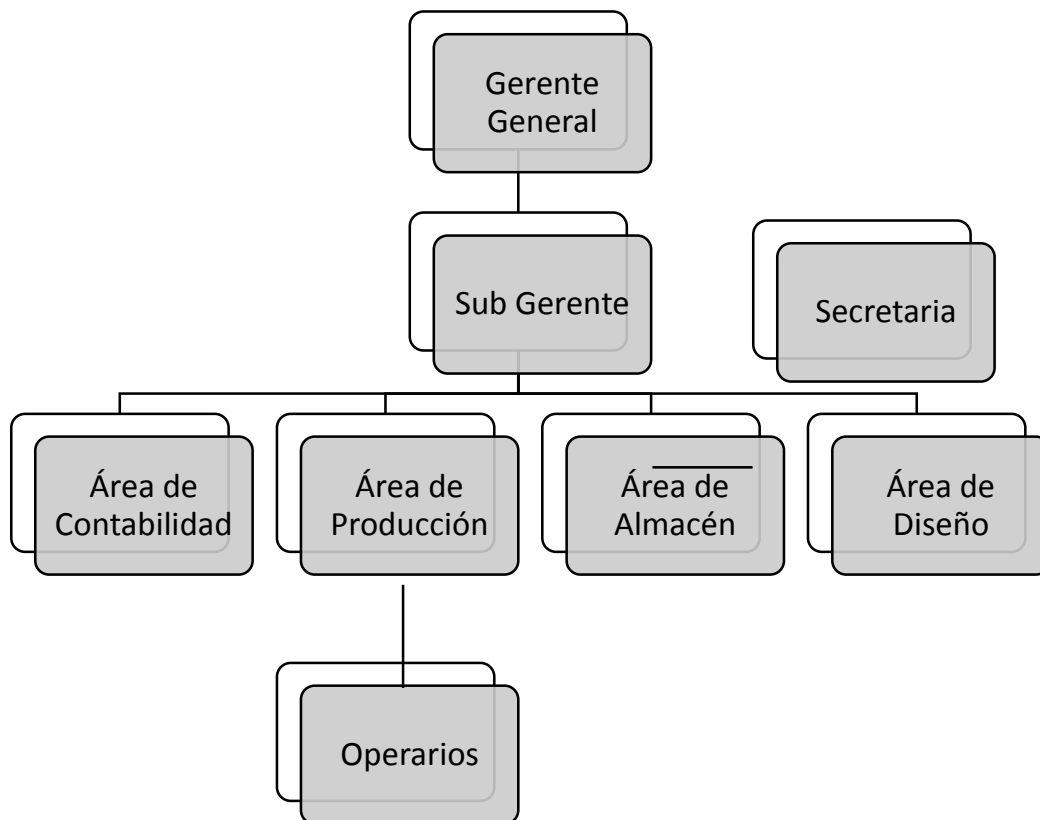 Gerente
General
Sub Gerente
Secretaria
Área de
Contabilidad
Área de
Producción
Área de
Almacén
Área de
Diseño
Operarios